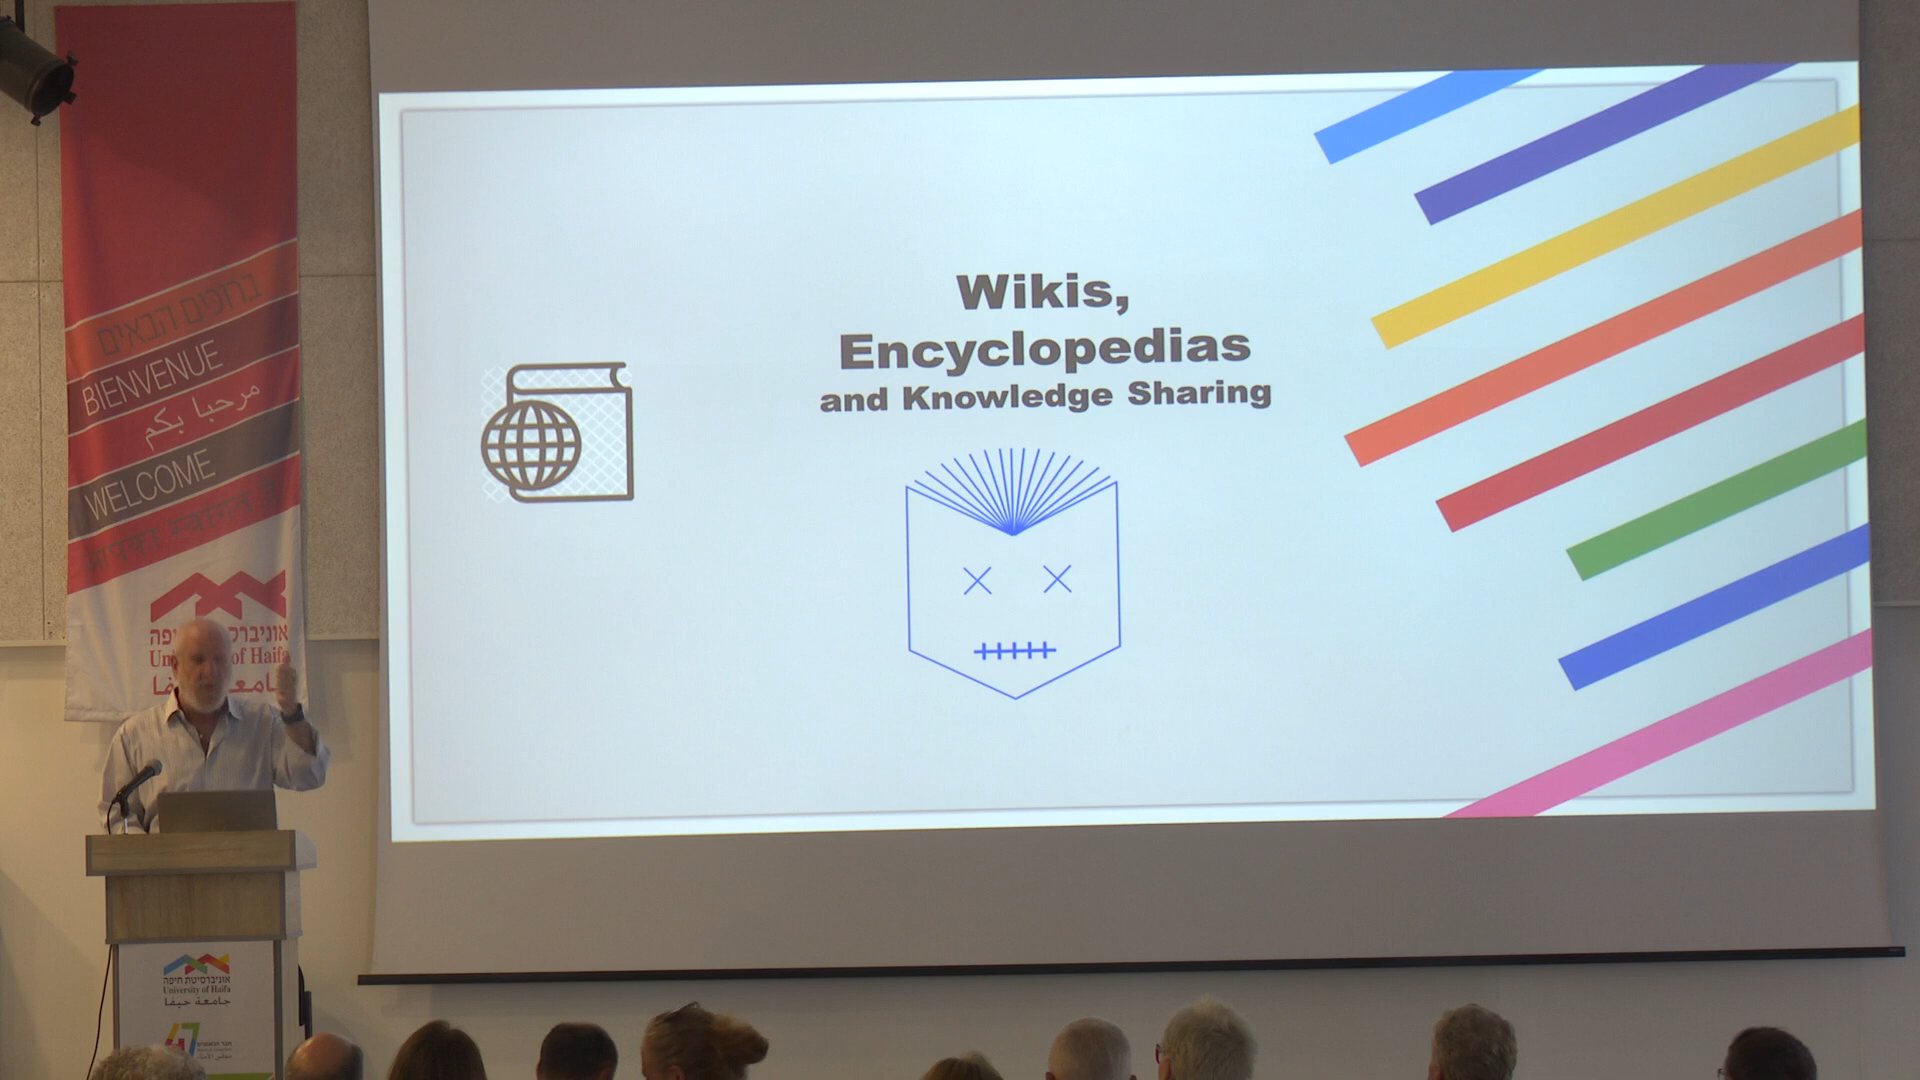 ברוכים הבאים
BIENVENUE
مرحبا بكم
WELCOME
of Haifa
Wikis,
Encyclopedias
and Knowledge Sharing
אוניברסיטת חיפה
University of Haifa
جامعة حيفا
47